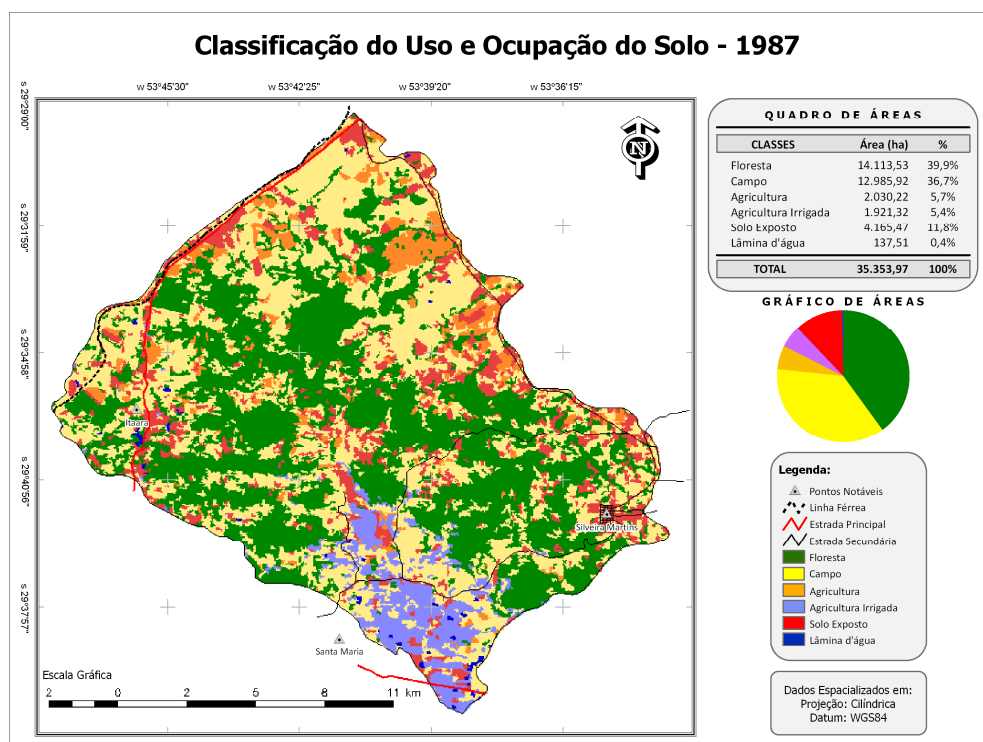 Classificação do Uso e Ocupação do Solo - 1987
w 53°45'30" w 53°42'25" w 53°39'20" w 53°36'15"
s 29°29'00"
s 29°31'59"
s 29°34'58"
s 29°40'56"
s 29°37'57"
N
Itaara
Silveira Martins
Santa Maria
Escala Gráfica
2 0 2 5 8 11 km
QUADRO DE ÁREAS
CLASSES Área (ha) %
Floresta 14.113,53 39,9%
Campo 12.985,92 36,7%
Agricultura 2.030,22 5,7%
Agricultura Irrigada 1.921,32 5,4%
Solo Exposto 4.165,47 11,8%
Lâmina d'água 137,51 0,4%
TOTAL 35.353,97 100%
GRÁFICO DE ÁREAS
Legenda:
Pontos Notáveis
Linha Férrea
Estrada Principal
Estrada Secundária
Floresta
Campo
Agricultura
Agricultura Irrigada
Solo Exposto
Lâmina d'água
Dados Espacializados em:
Projeção: Cilíndrica
Datum: WGS84